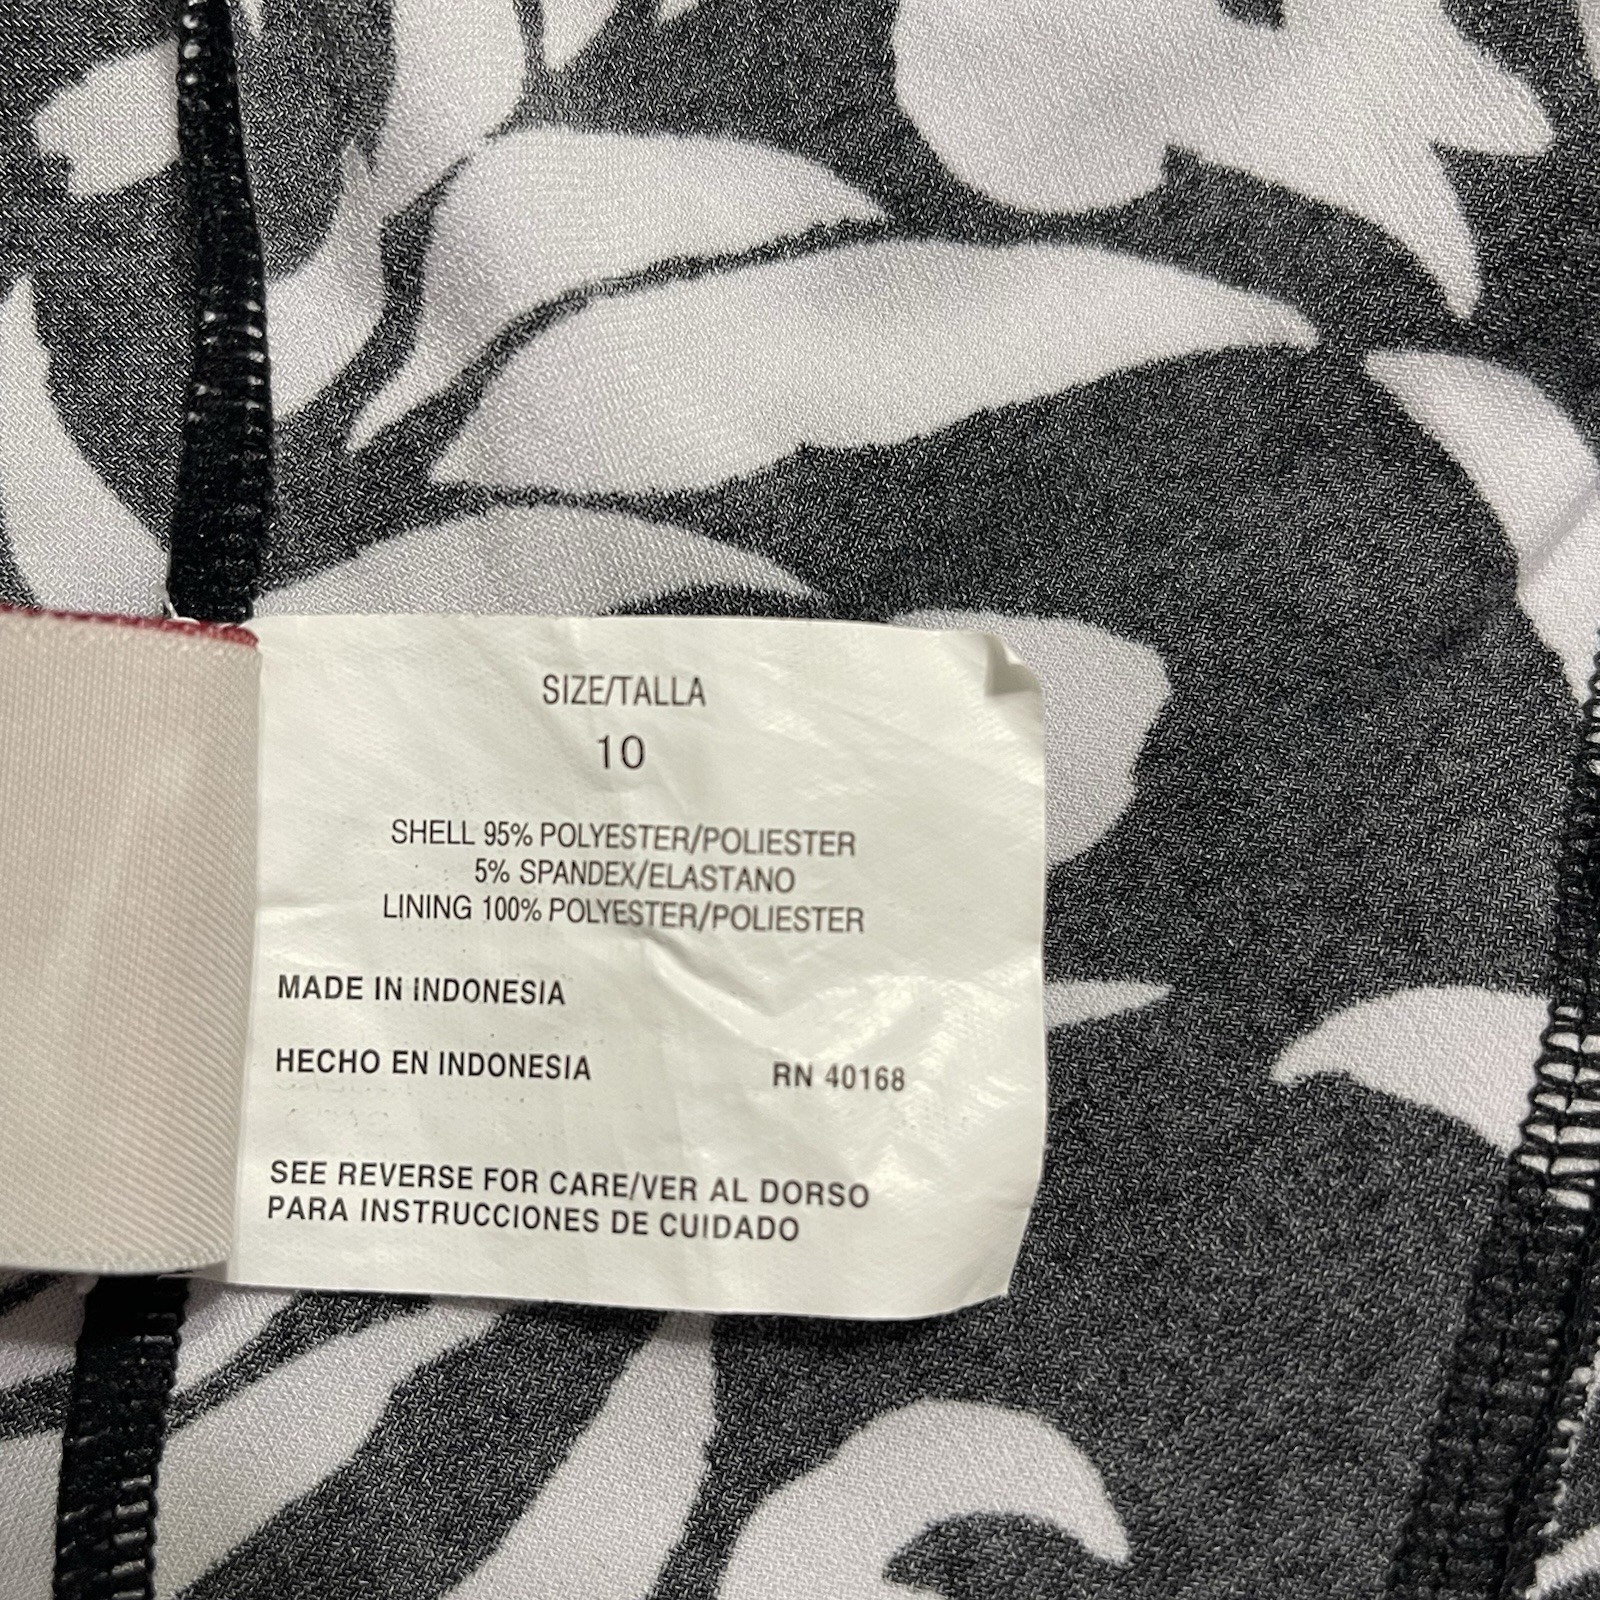 SIZE/TALLA
10
SHELL 95% POLYESTER/POLIESTER
5% SPANDEX/ELASTANO
LINING 100% POLYESTER/POLIESTER
MADE IN INDONESIA
HECHO EN INDONESIA RN 40168
SEE REVERSE FOR CARE/VER AL DORSO
PARA INSTRUCCIONES DE CUIDADO